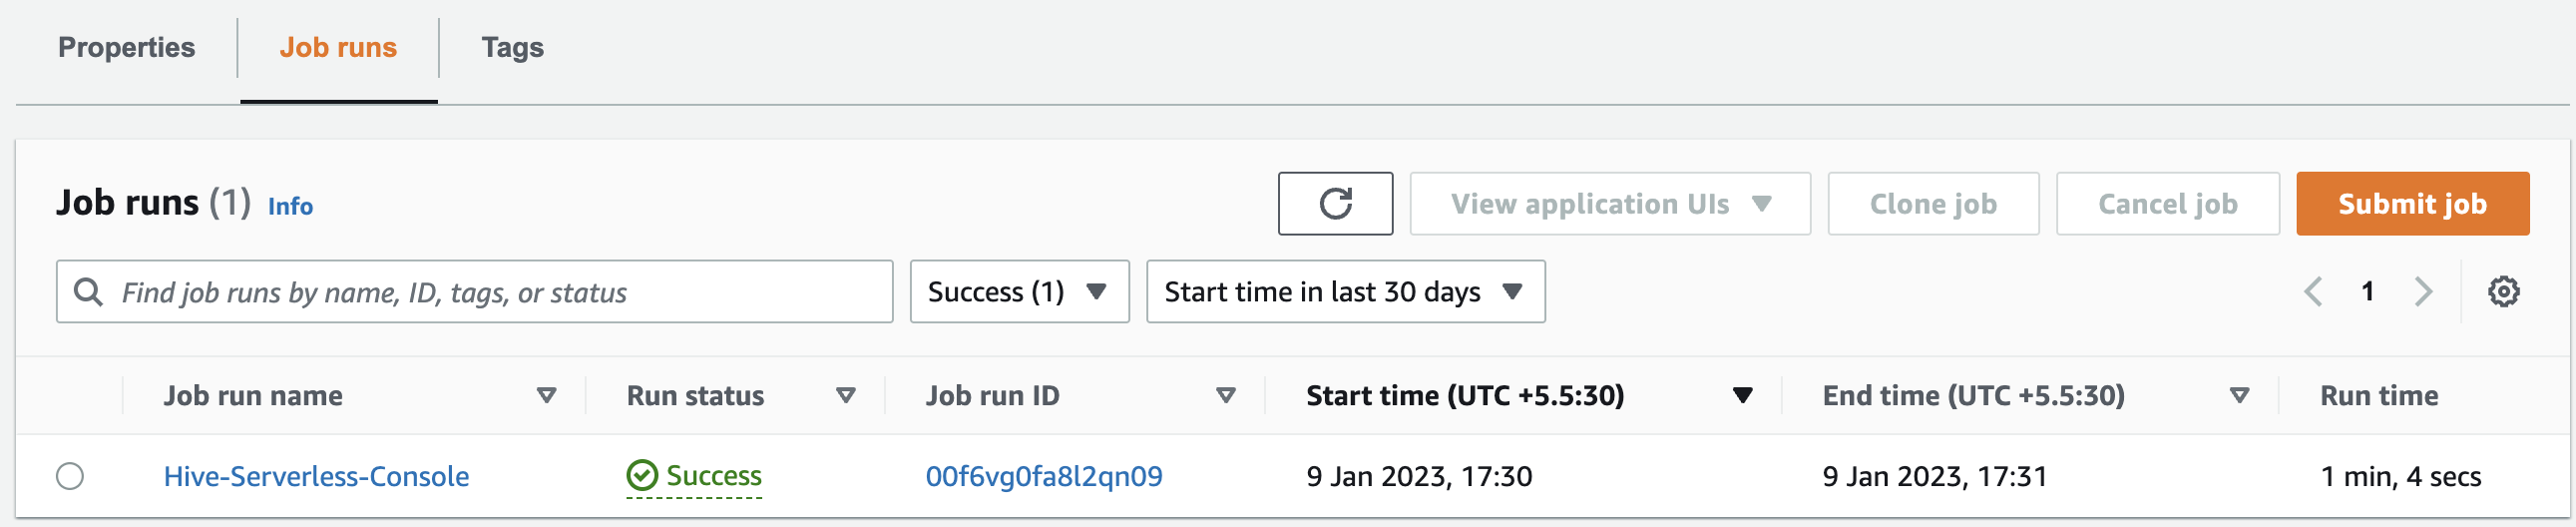 Properties Job runs Tags
Job runs (1) Info View application UIs Clone job Cancel job Submit job
Find job runs by name, ID, tags, or status Success (1) Start time in last 30 days 1
Job run name Run status Job run ID Start time (UTC +5.5:30) End time (UTC +5.5:30) Run time
Hive-Serverless-Console Success 00f6vg0fa8l2qn09 9 Jan 2023, 17:30 9 Jan 2023, 17:31 1 min, 4 secs